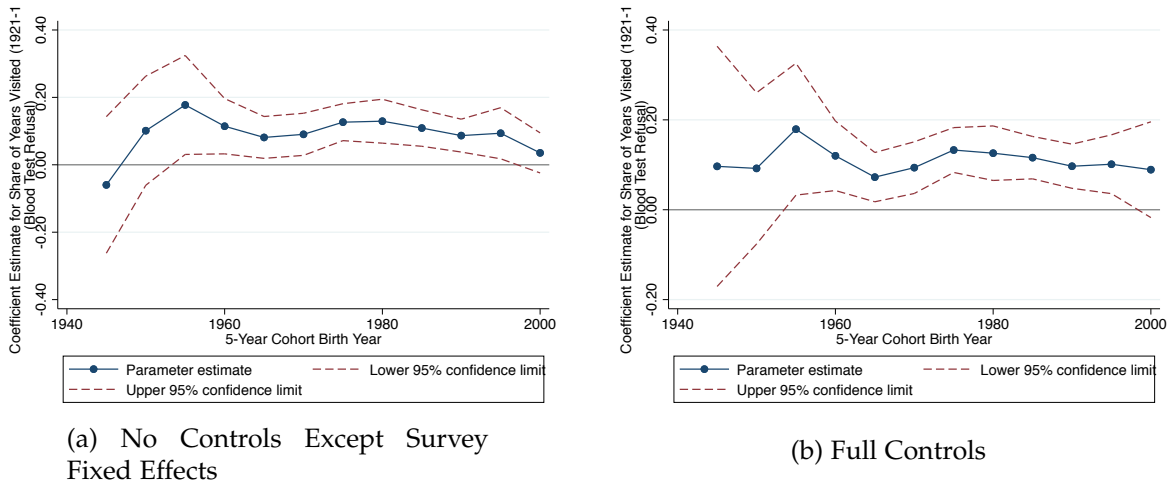 Coefficient Estimate for Share of Years Visited (1921-1
(Blood Test Refusal)
0.40
0.20
0.00
-0.20
-0.40
1940
1960
1980
2000
5-Year Cohort Birth Year
Parameter estimate
Lower 95% confidence limit
Upper 95% confidence limit
(a) No Controls Except Survey
Fixed Effects
Coefficient Estimate for Share of Years Visited (1921-1
(Blood Test Refusal)
0.40
0.20
0.00
-0.20
1940
1960
1980
2000
5-Year Cohort Birth Year
Parameter estimate
Lower 95% confidence limit
Upper 95% confidence limit
(b) Full Controls